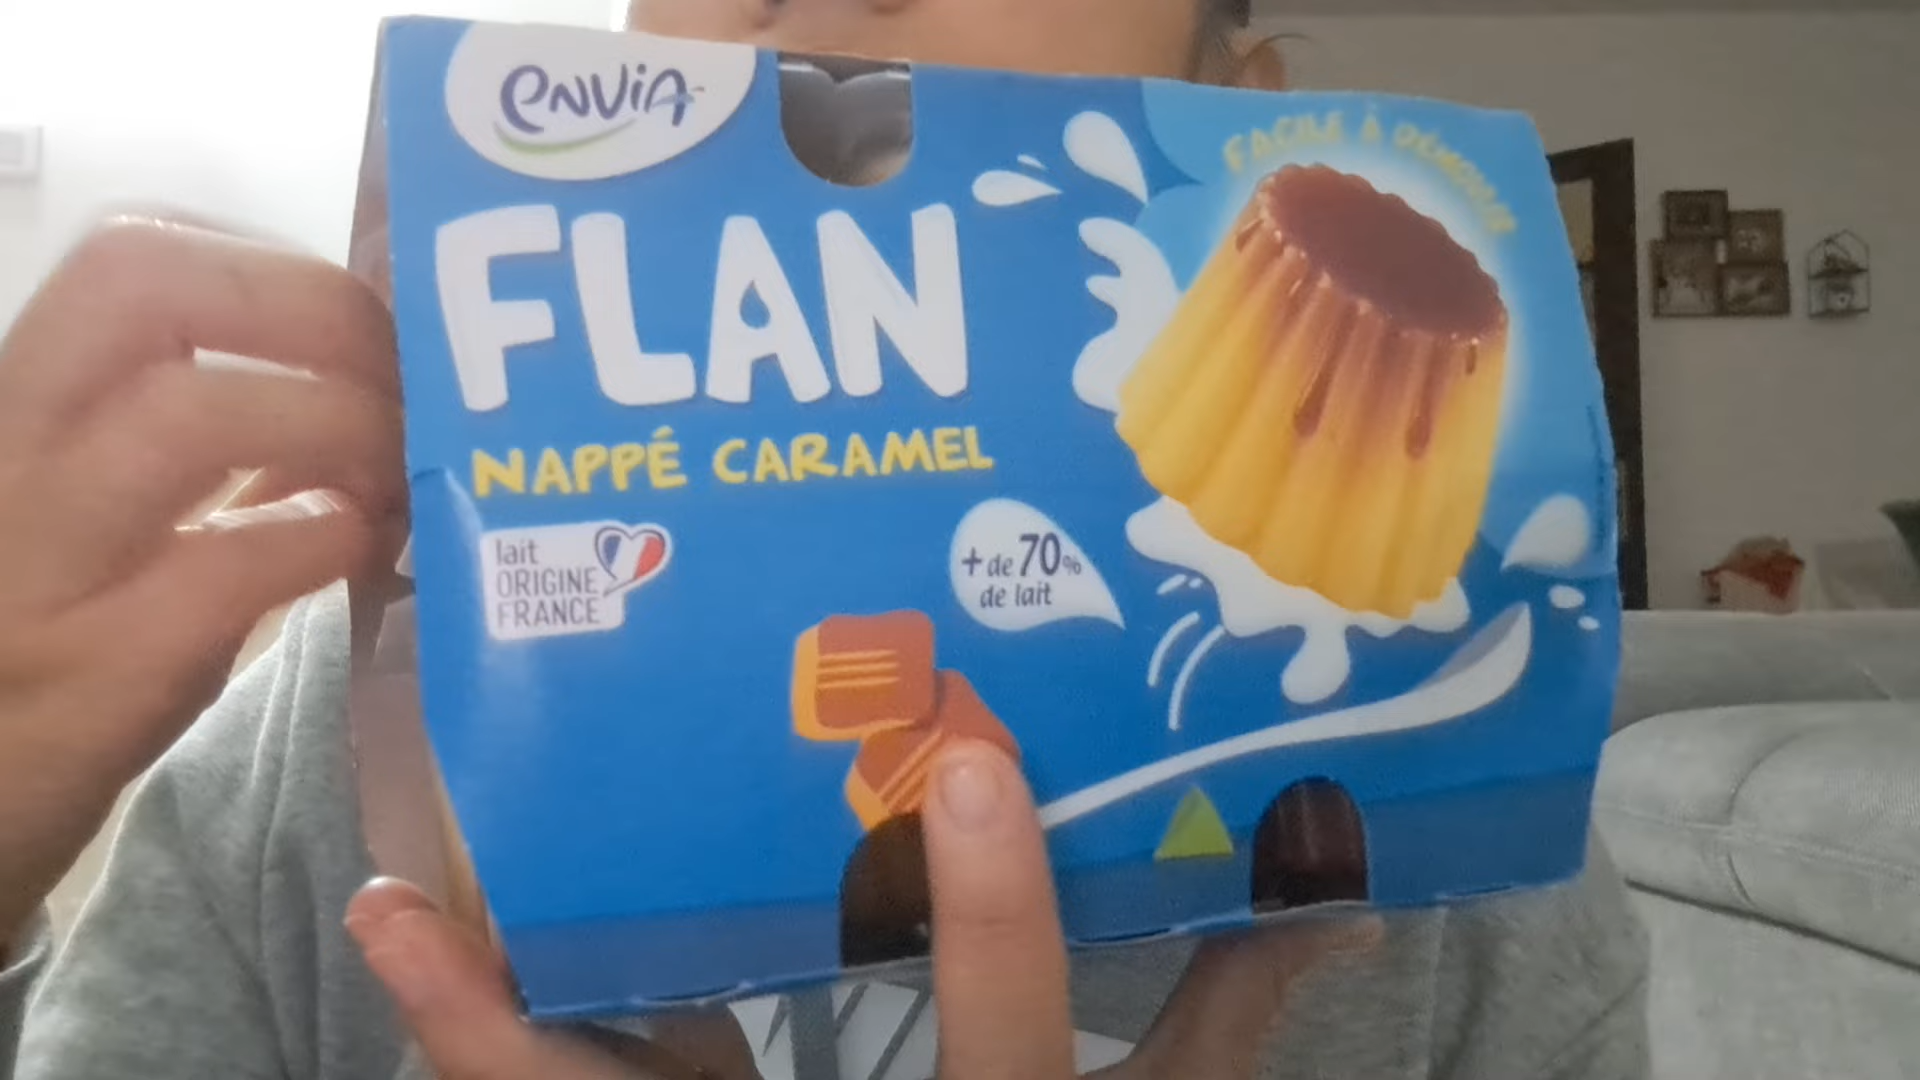 envia
FACILE À DÉMOULER
FLAN
NAPPÉ CARAMEL
lait
ORIGINE
FRANCE
+ de 70%
de lait